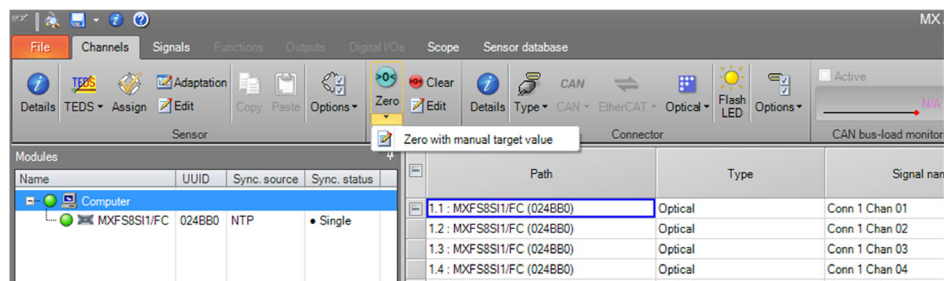 MX MX
File Channels Signals Functions Outputs Digital I/Os Scope Sensor database
Details TEDS Assign Adaptation Edit Copy Paste Options Zero Clear Edit Details Type CAN CAN EtherCAT Optical Flash LED Options Active N/A
TEDS
Sensor Connector CAN bus-load monitor
Zero with manual target value
Modules
Name UUID Sync. source Sync. status Path Type Signal nam
Computer
1.1 : MXFS8SI1/FC (024BB0) Optical Conn 1 Chan 01
MXFS8SI1/FC 024BB0 NTP • Single 1.2 : MXFS8SI1/FC (024BB0) Optical Conn 1 Chan 02
1.3 : MXFS8SI1/FC (024BB0) Optical Conn 1 Chan 03
1.4 : MXFS8SI1/FC (024BB0) Optical Conn 1 Chan 04